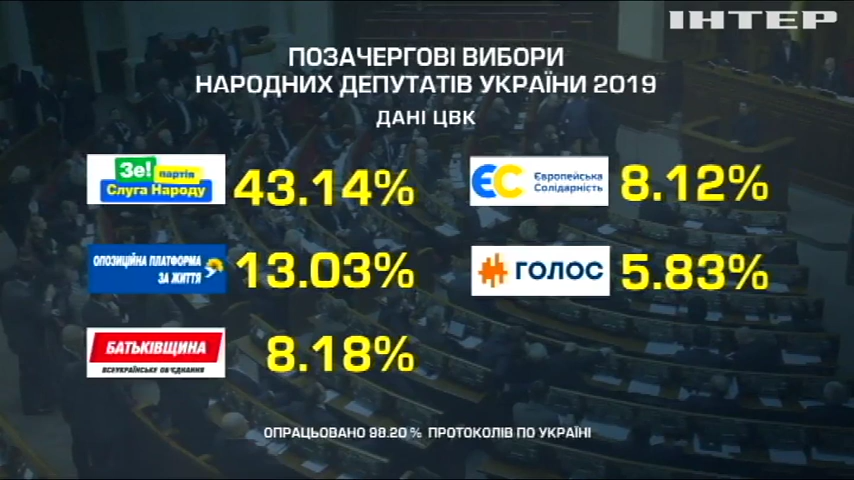 ІНТЕР
ПОЗАЧЕРГОВІ ВИБОРИ
НАРОДНИХ ДЕПУТАТІВ УКРАЇНИ 2019
ДАНІ ЦВК
Зе! партія
Слуга Народу
43.14%
ОПОЗИЦІЙНА ПЛАТФОРМА
ЗА ЖИТТЯ
13.03%
БАТЬКІВЩИНА
ВСЕУКРАЇНСЬКЕ ОБ'ЄДНАННЯ
8.18%
ЄС Європейська
Солідарність
8.12%
ГОЛОС
5.83%
ОПРАЦЬОВАНО 98.20 % ПРОТОКОЛІВ ПО УКРАЇНІ